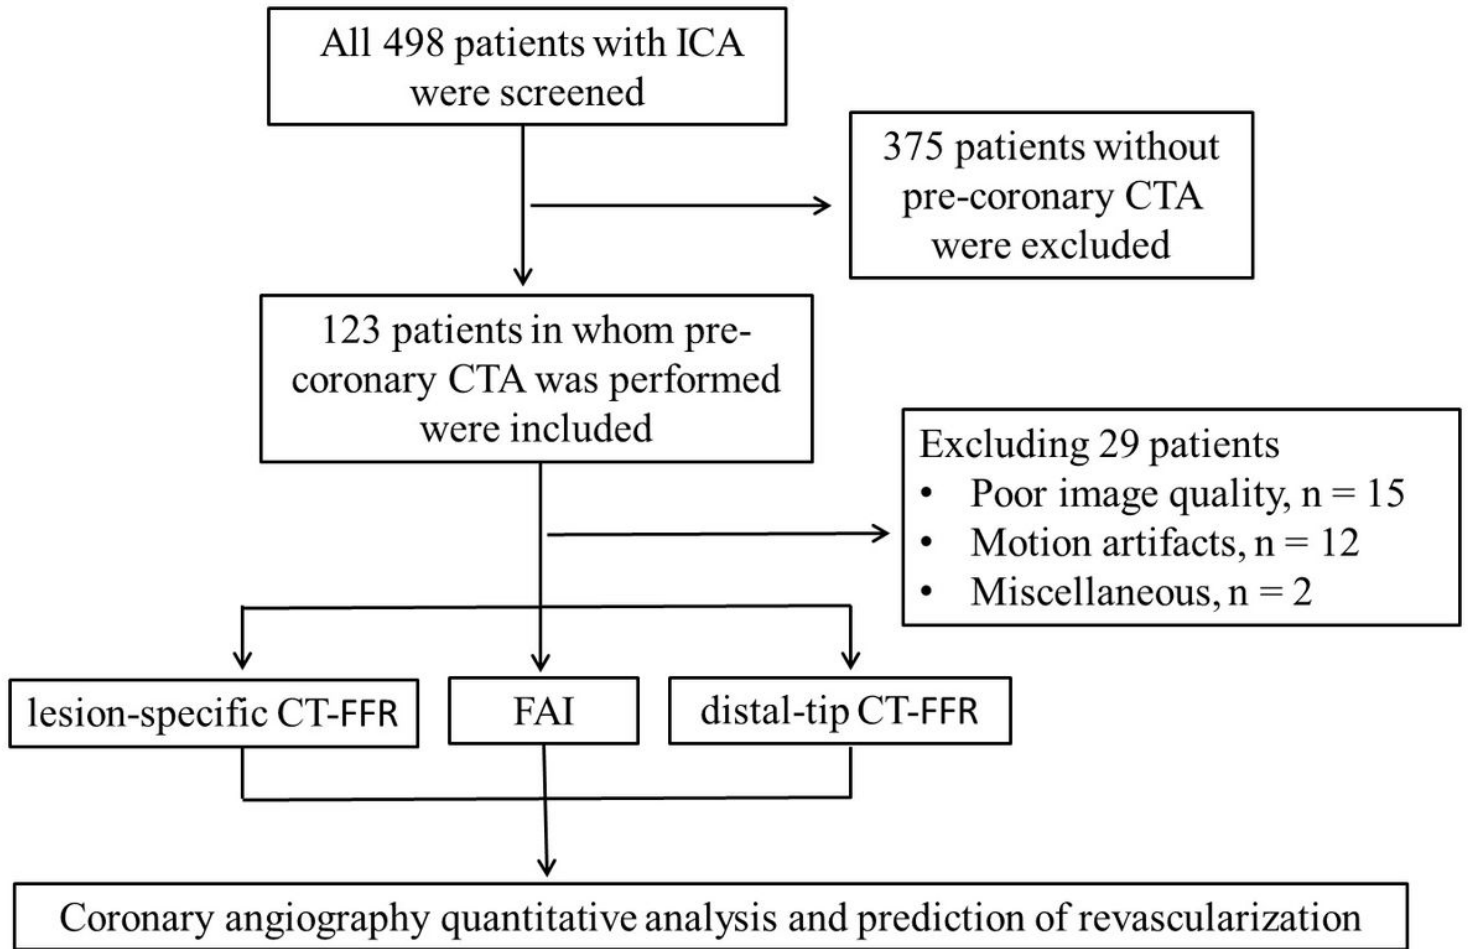 All 498 patients with ICA
were screened
375 patients without
pre-coronary CTA
were excluded
123 patients in whom pre-
coronary CTA was performed
were included
Excluding 29 patients
• Poor image quality, n = 15
• Motion artifacts, n = 12
• Miscellaneous, n = 2
lesion-specific CT-FFR
FAI
distal-tip CT-FFR
Coronary angiography quantitative analysis and prediction of revascularization